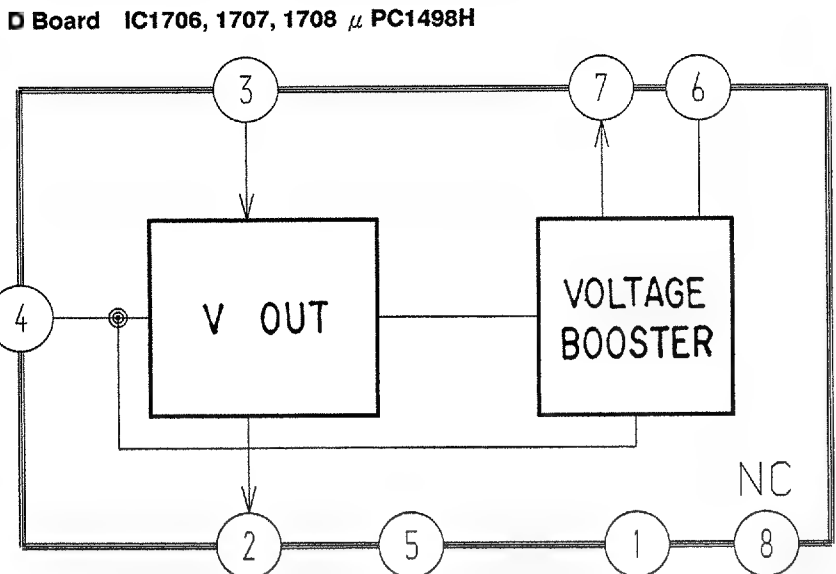 D Board IC1706, 1707, 1708 μ PC1498H
3
7
6
4
V OUT
VOLTAGE
BOOSTER
NC
2
5
1
8